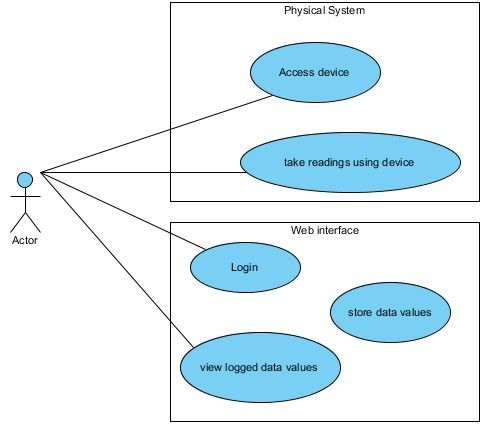 Physical System
Access device
take readings using device
Actor
Web interface
Login
store data values
view logged data values